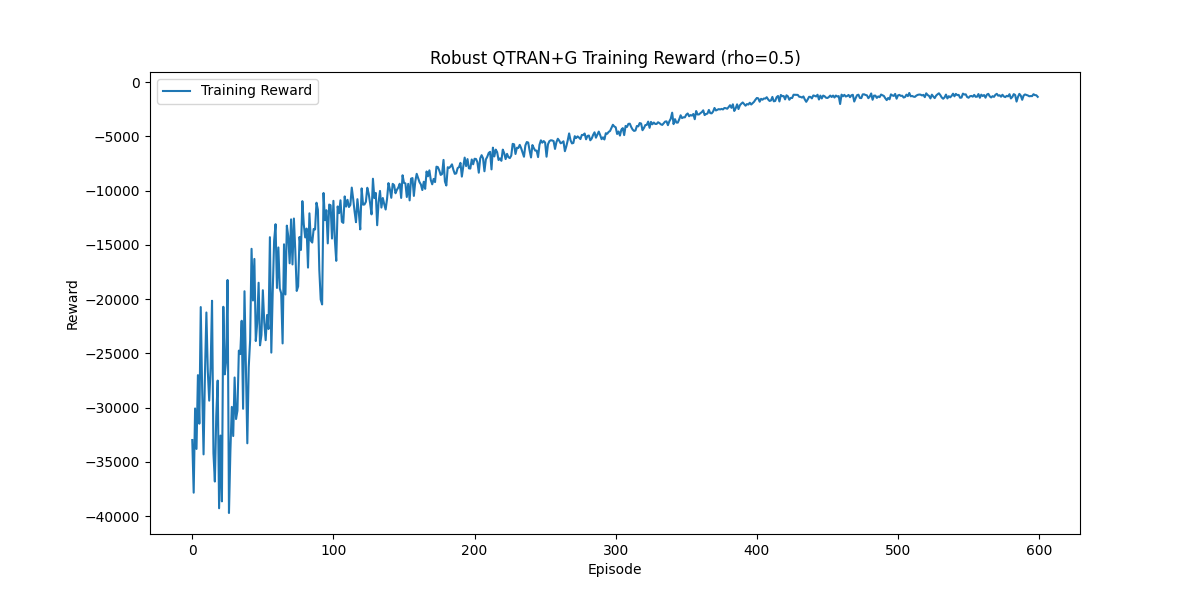 Robust QTRAN+G Training Reward (rho=0.5)
Training Reward
Reward
0
−5000
−10000
−15000
−20000
−25000
−30000
−35000
−40000
0 100 200 300 400 500 600
Episode